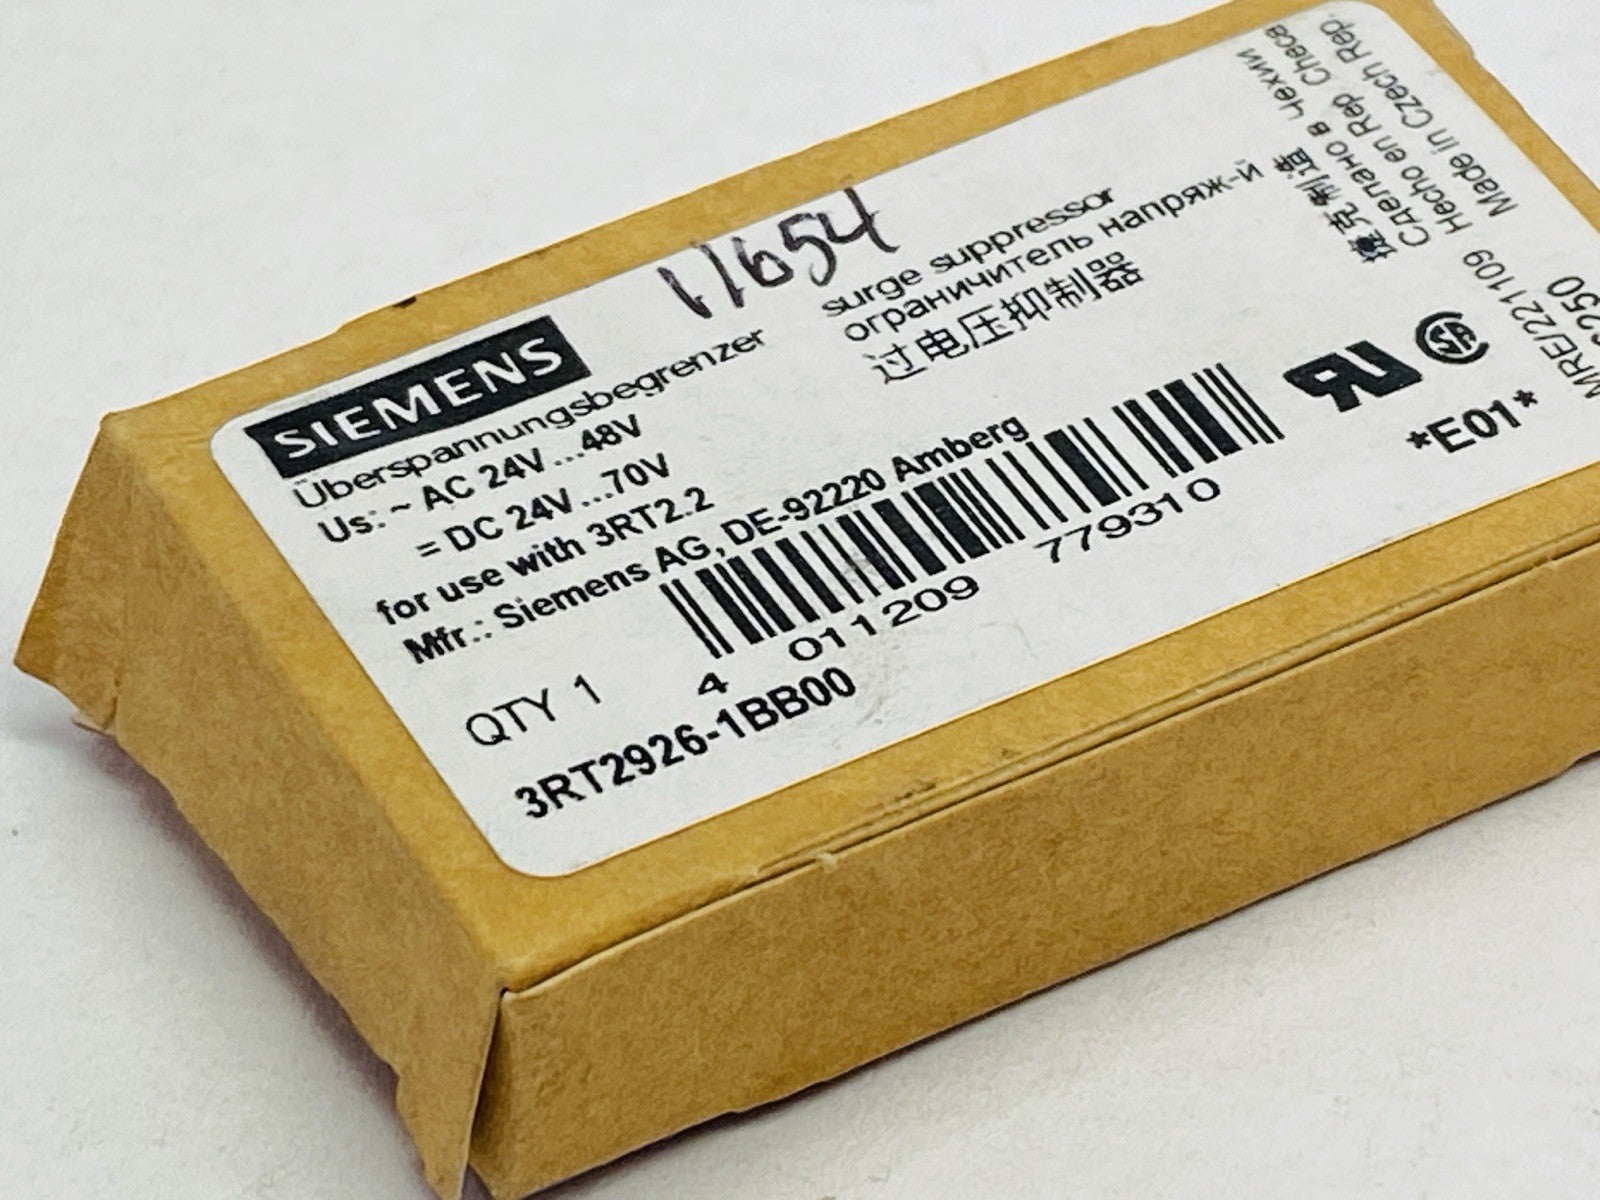 11654
SIEMENS
Überspannungsbegrenzer
surge suppressor
ограничитель напряж-й
过电压抑制器
Us: ~ AC 24V...48V
= DC 24V...70V
for use with 3RT2.2
Mfr.: Siemens AG, DE-92220 Amberg
QTY 1
4 011209 779310
3RT2926-1BB00
捷克制造
Сделано в Чехии
Hecho en Rep. Checa
Made in Czech Rep.
MRE/221109
*E01*